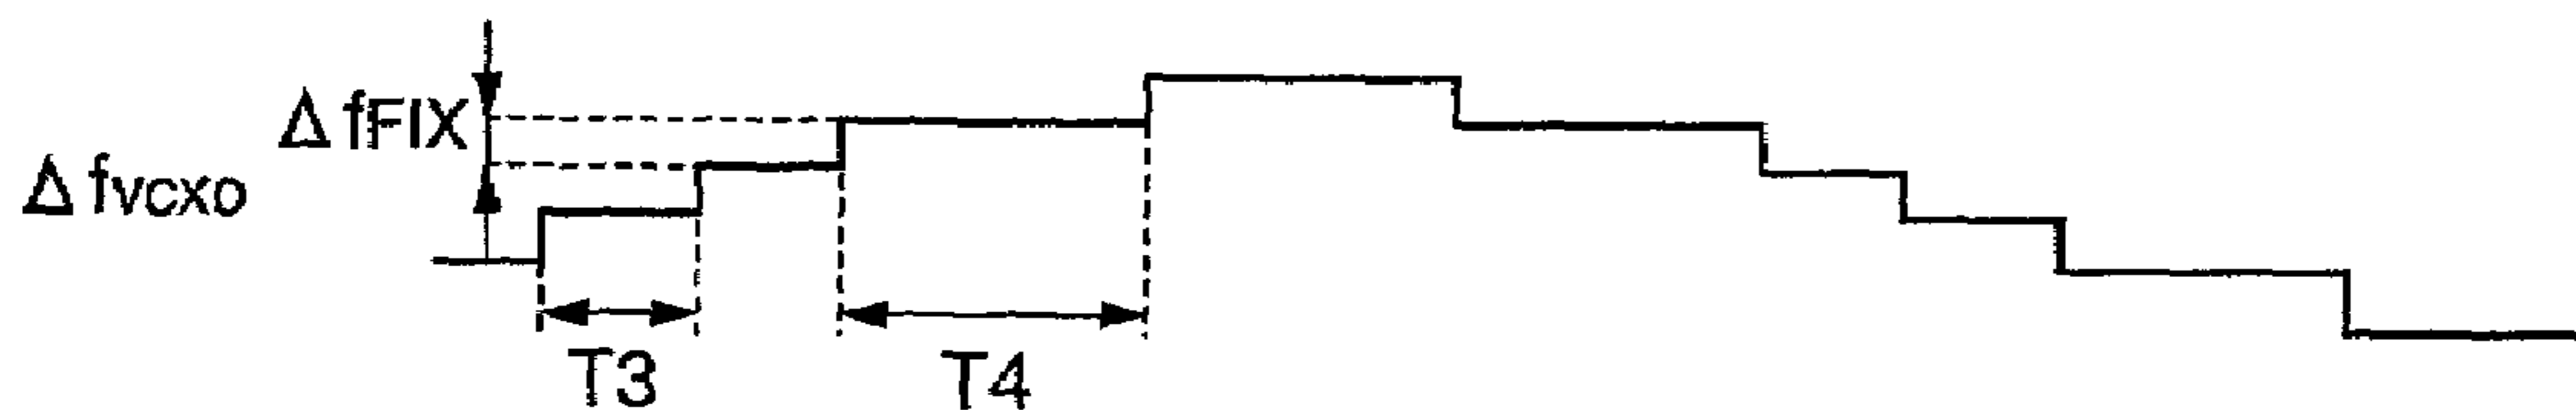 Δ fFIX
Δ fvcxo
T3
T4